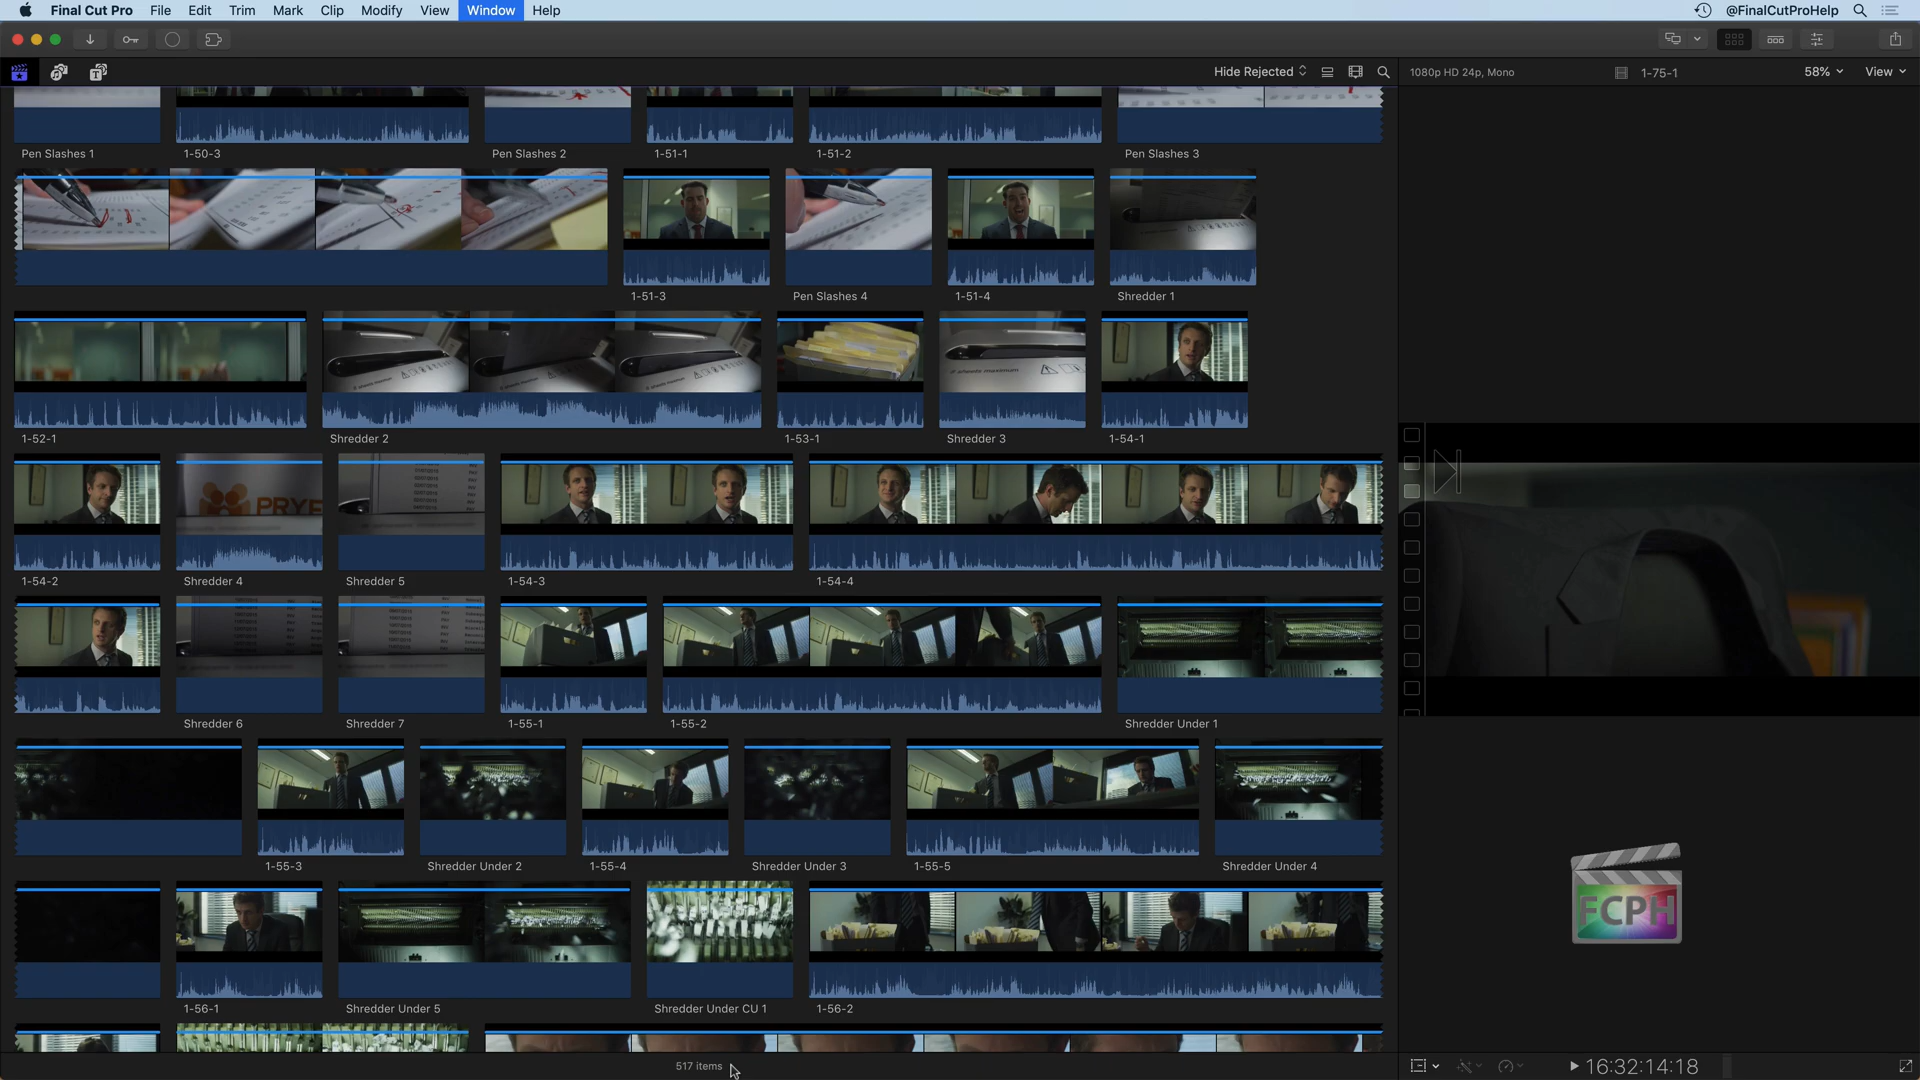 Final Cut Pro File Edit Trim Mark Clip Modify View Window Help @FinalCutProHelp
Hide Rejected 1080p HD 24p, Mono 1-75-1 58% View
Pen Slashes 1 1-50-3 Pen Slashes 2 1-51-1 1-51-2 Pen Slashes 3
1-51-3 Pen Slashes 4 1-51-4 Shredder 1
1-52-1 Shredder 2 1-53-1 Shredder 3 1-54-1
PRYE
1-54-2 Shredder 4 Shredder 5 1-54-3 1-54-4
Shredder 6 Shredder 7 1-55-1 1-55-2 Shredder Under 1
1-55-3 Shredder Under 2 1-55-4 Shredder Under 3 1-55-5 Shredder Under 4
FCPH
1-56-1 Shredder Under 5 Shredder Under CU 1 1-56-2
517 items 16:32:14:18